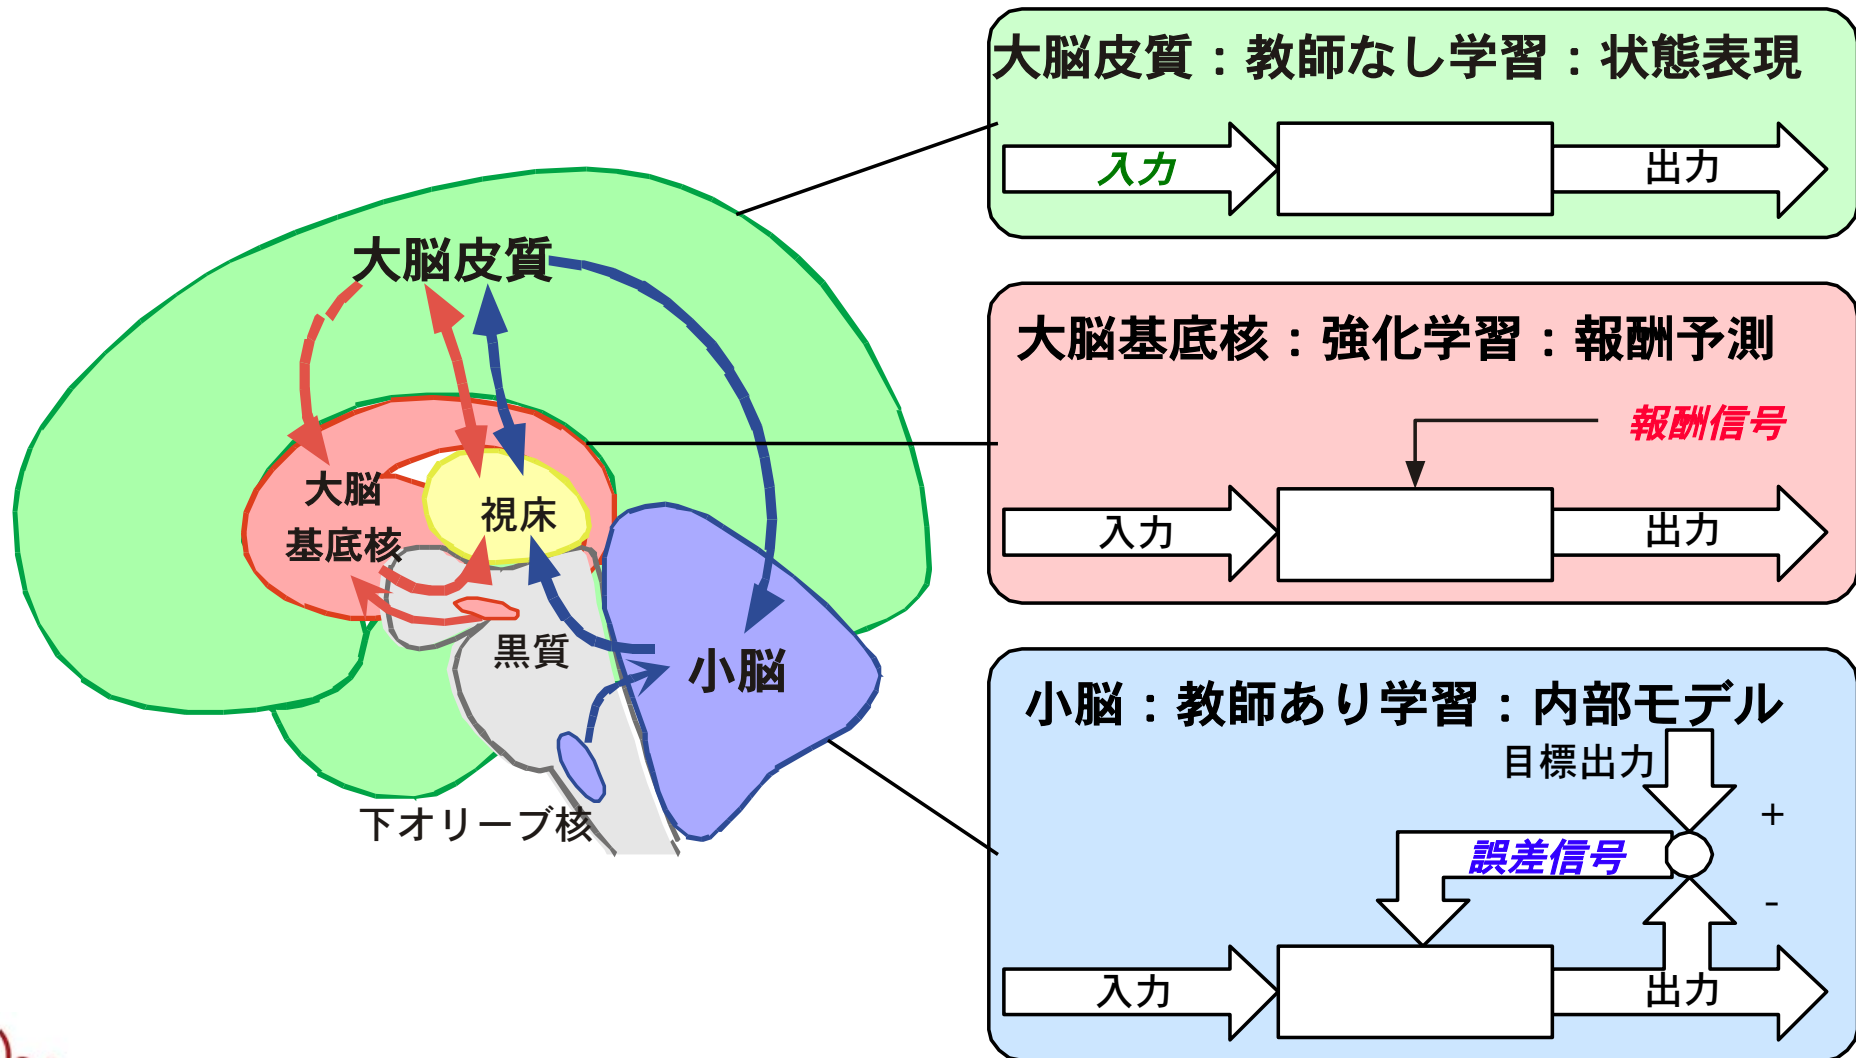 大脳皮質：教師なし学習：状態表現
入力
出力
大脳皮質
大脳基底核：強化学習：報酬予測
報酬信号
入力
出力
大脳
基底核
視床
黒質
小脳
下オリーブ核
小脳：教師あり学習：内部モデル
目標出力
+
誤差信号
-
入力
出力